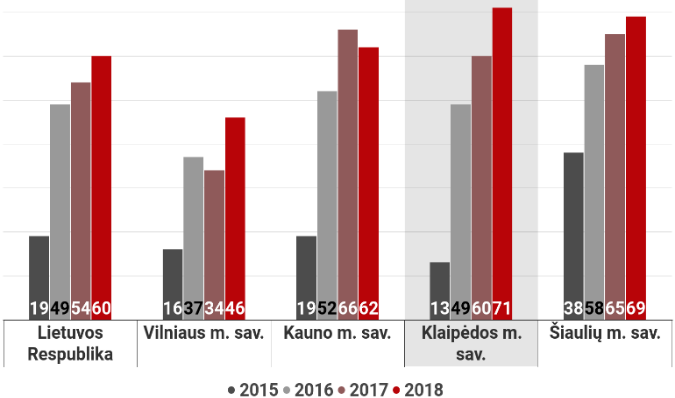 19 49 54 60 16 37 34 46 19 52 66 62 13 49 60 71 38 58 65 69
Lietuvos Respublika
Vilniaus m. sav.
Kauno m. sav.
Klaipėdos m. sav.
Šiaulių m. sav.
2015 2016 2017 2018